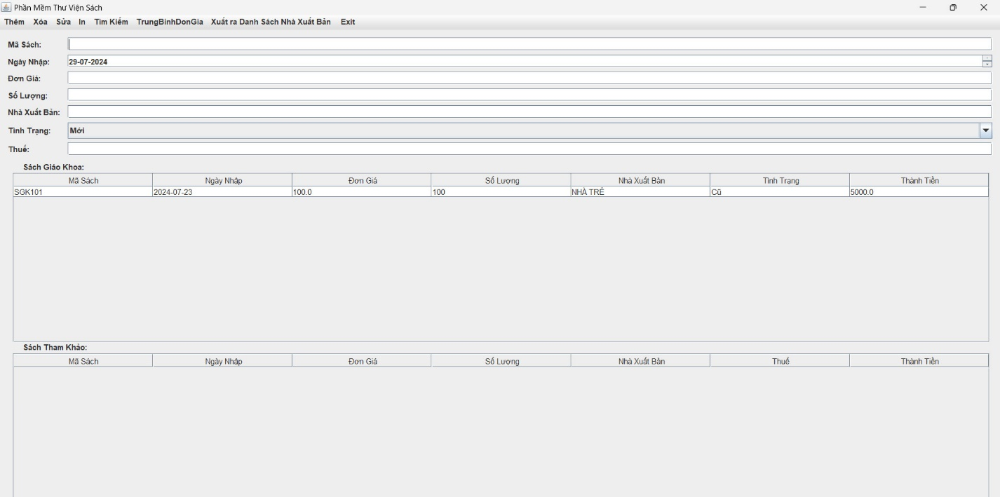 Phần Mềm Thư Viện Sách
Thêm Xóa Sửa In Tìm Kiếm TrungBinhDonGia Xuất ra Danh Sách Nhà Xuất Bản Exit
Mã Sách:
Ngày Nhập: 29-07-2024
Đơn Giá:
Số Lượng:
Nhà Xuất Bản:
Tình Trạng: Mới
Thuế:
Sách Giáo Khoa:
Mã Sách Ngày Nhập Đơn Giá Số Lượng Nhà Xuất Bản Tình Trạng Thành Tiền
SGK101 2024-07-23 100.0 100 NHÀ TRẺ Cũ 5000.0
Sách Tham Khảo:
Mã Sách Ngày Nhập Đơn Giá Số Lượng Nhà Xuất Bản Thuế Thành Tiền